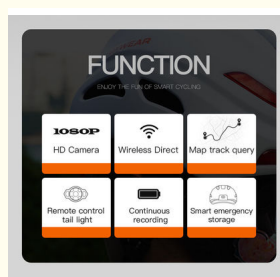 FUNCTION
ENJOY THE FUN OF SMART CYCLING
1080P
HD Camera
Wireless Direct
Map track query
Remote control
tail light
Continuous
recording
Smart emergency
storage